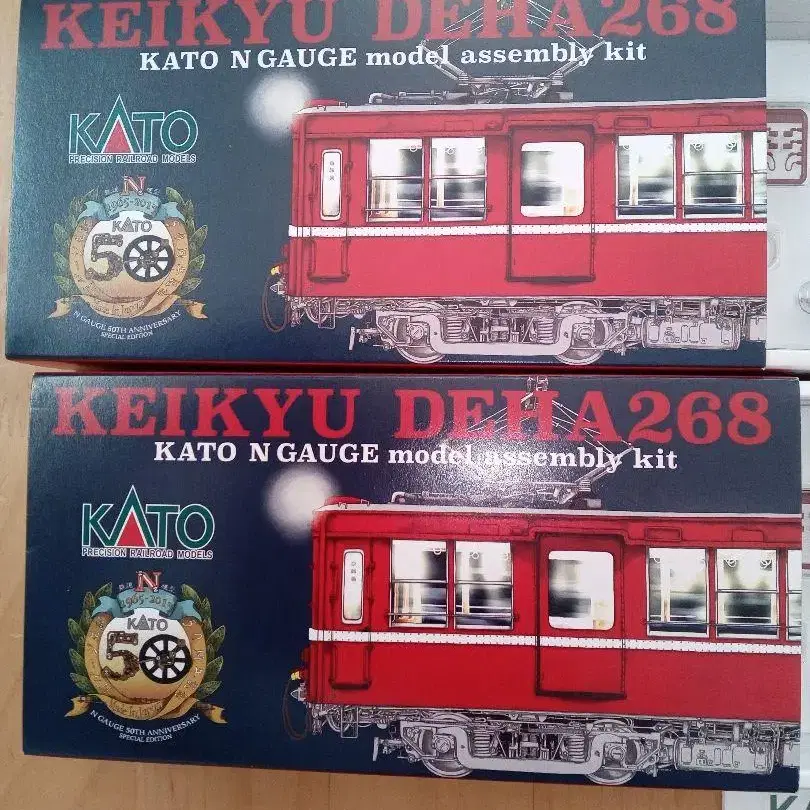 KEIKYU DEHA268
KATO N GAUGE model assembly kit
KATO
PRECISION RAILROAD MODELS
N
1965-2015
KATO
50
N GAUGE 50TH ANNIVERSARY
SPECIAL EDITION
KEIKYU DEHA268
KATO N GAUGE model assembly kit
KATO
PRECISION RAILROAD MODELS
N
1965-2015
KATO
50
N GAUGE 50TH ANNIVERSARY
SPECIAL EDITION